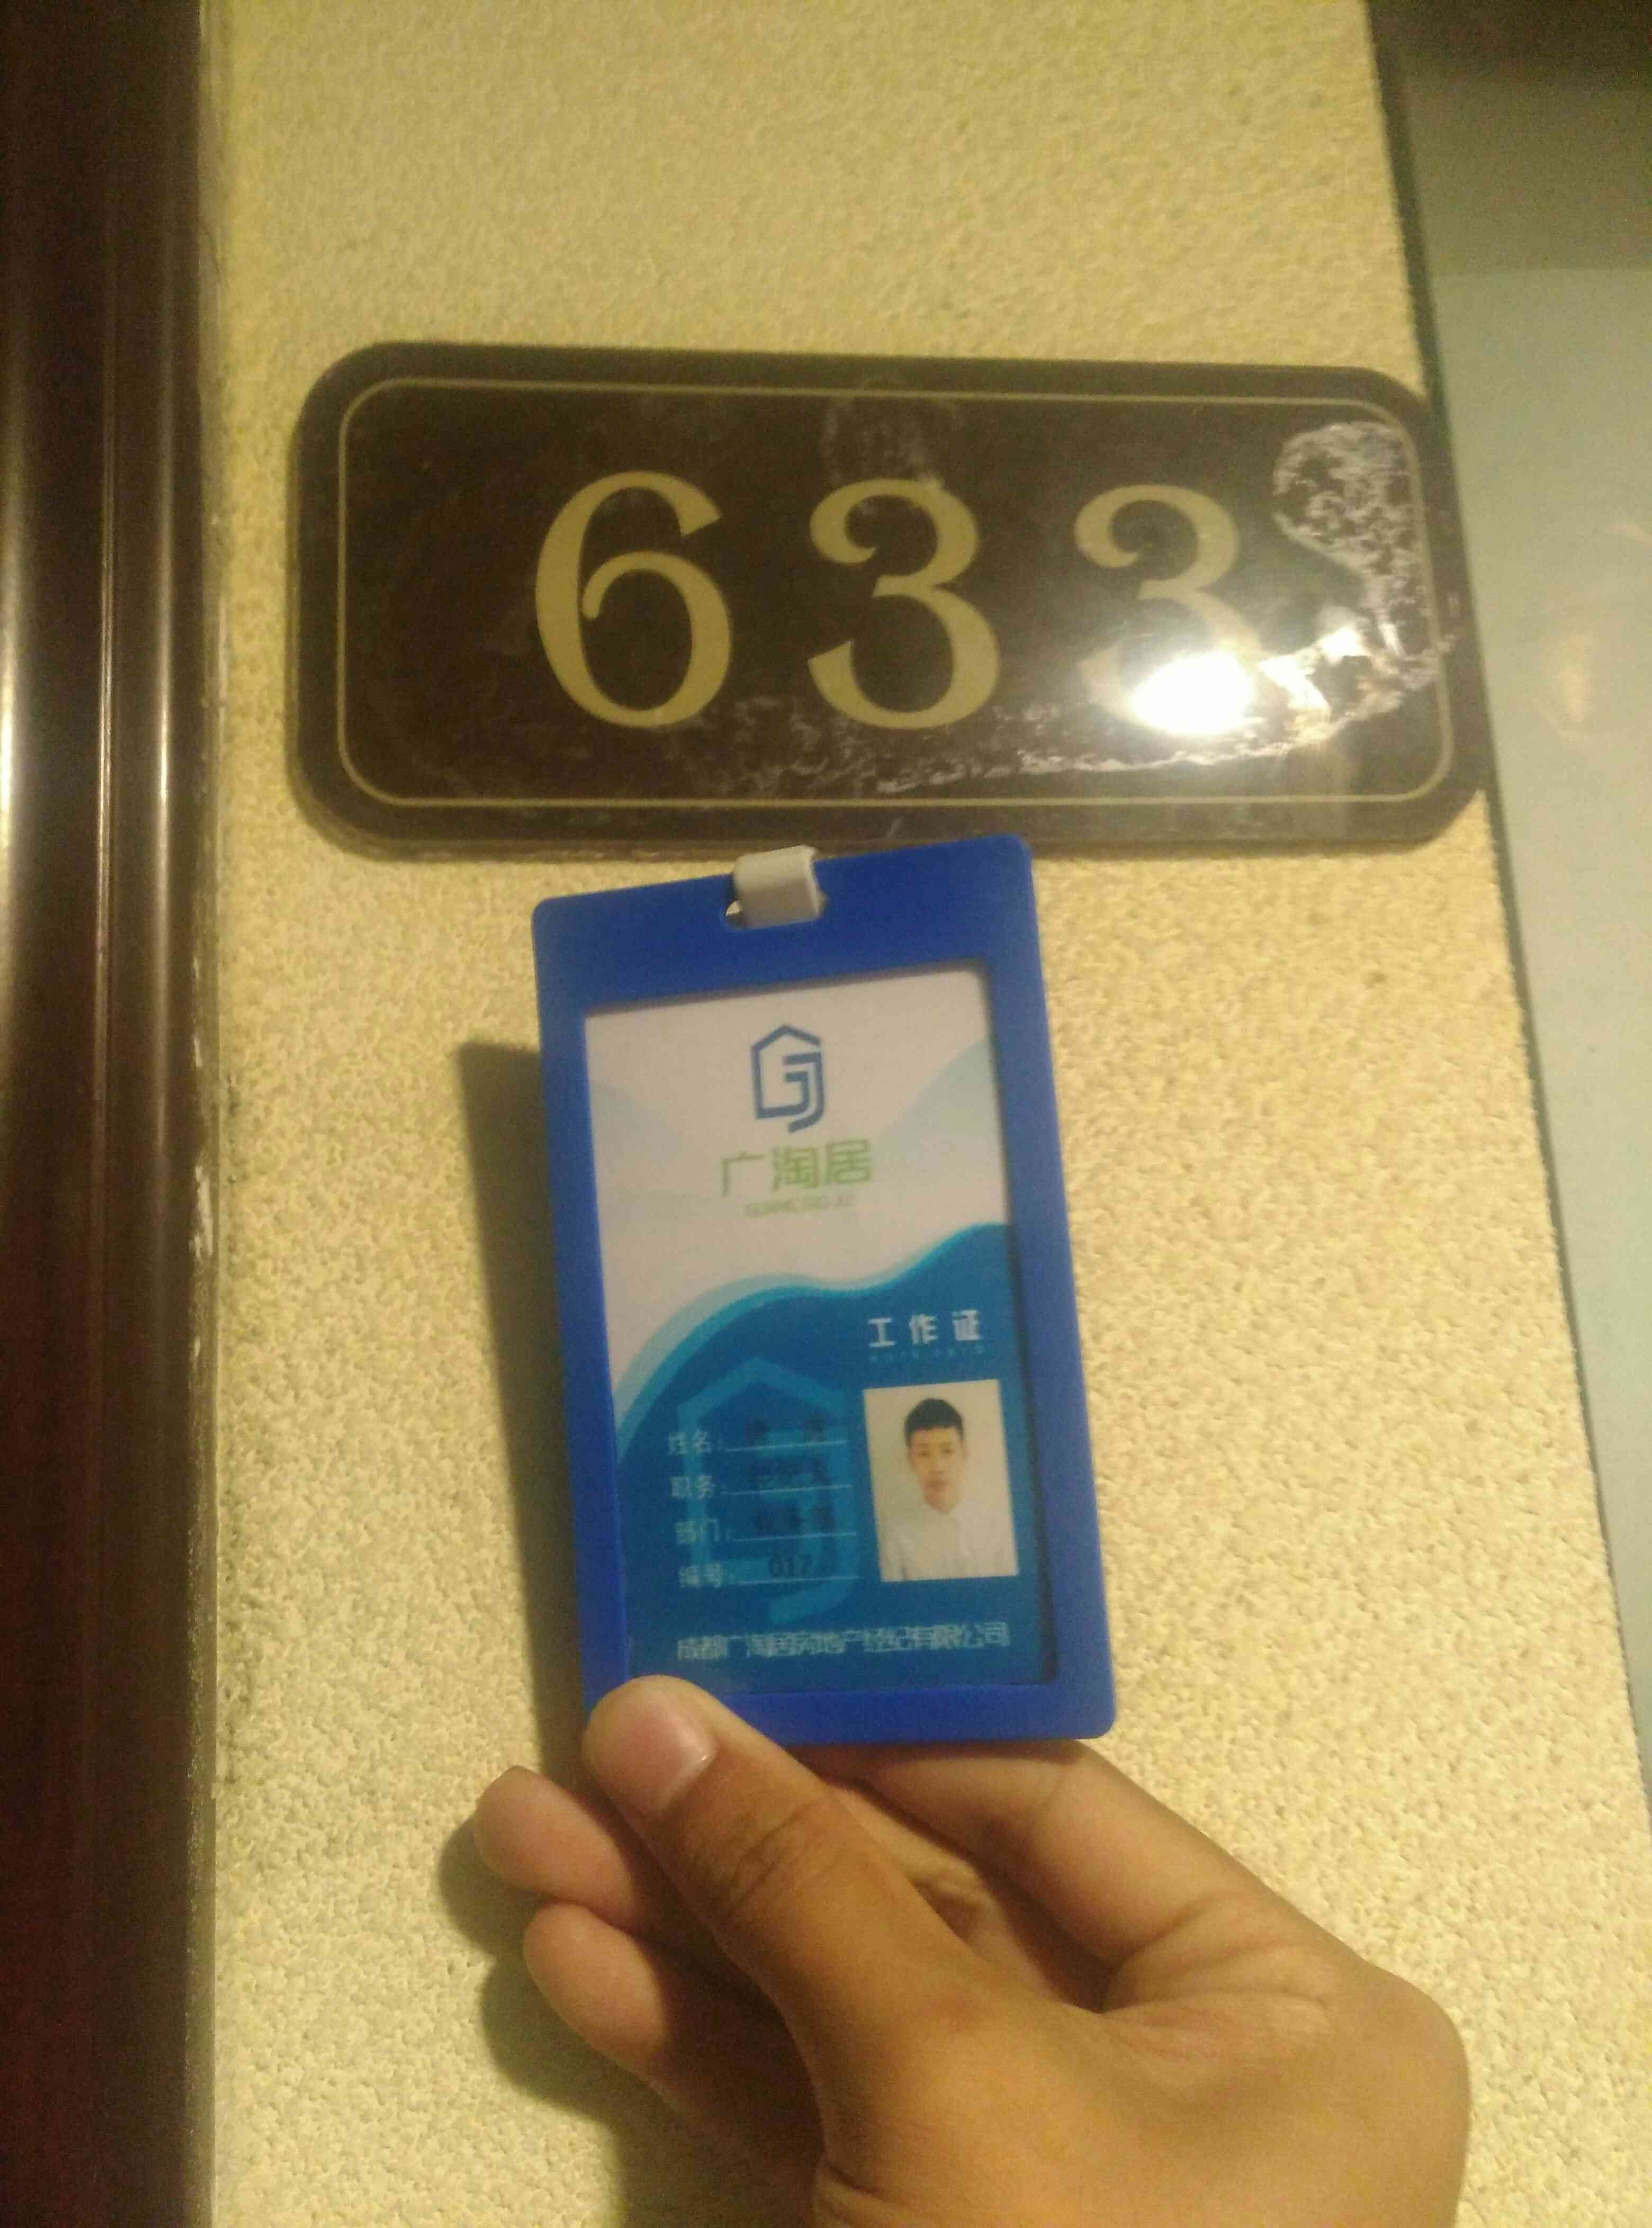 633
广淘居
工作证
姓名:
职务:
部门:
编号: 017
成都广淘居房地产经纪有限公司